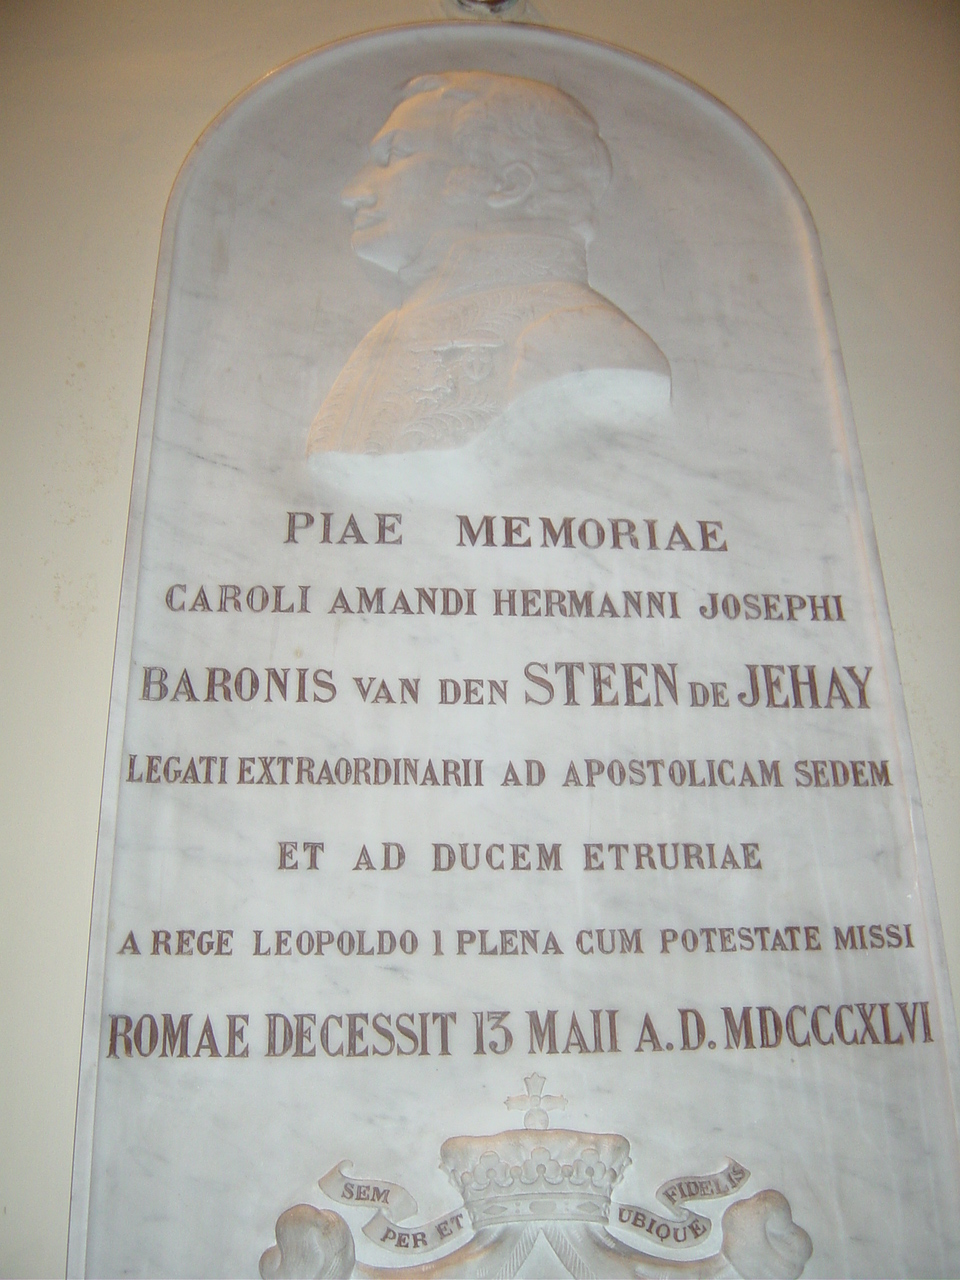 PIAE MEMORIAE
CAROLI AMANDI HERMANNI JOSEPHI
BARONIS VAN DEN STEEN DE JEHAY
LEGATI EXTRAORDINARII AD APOSTOLICAM SEDEM
ET AD DUCEM ETRURIAE
A REGE LEOPOLDO I PLENA CUM POTESTATE MISSI
ROMAE DECESSIT 13 MAII A.D. MDCCCXLVI
SEM
PER ET
UBIQUE
FIDELIS